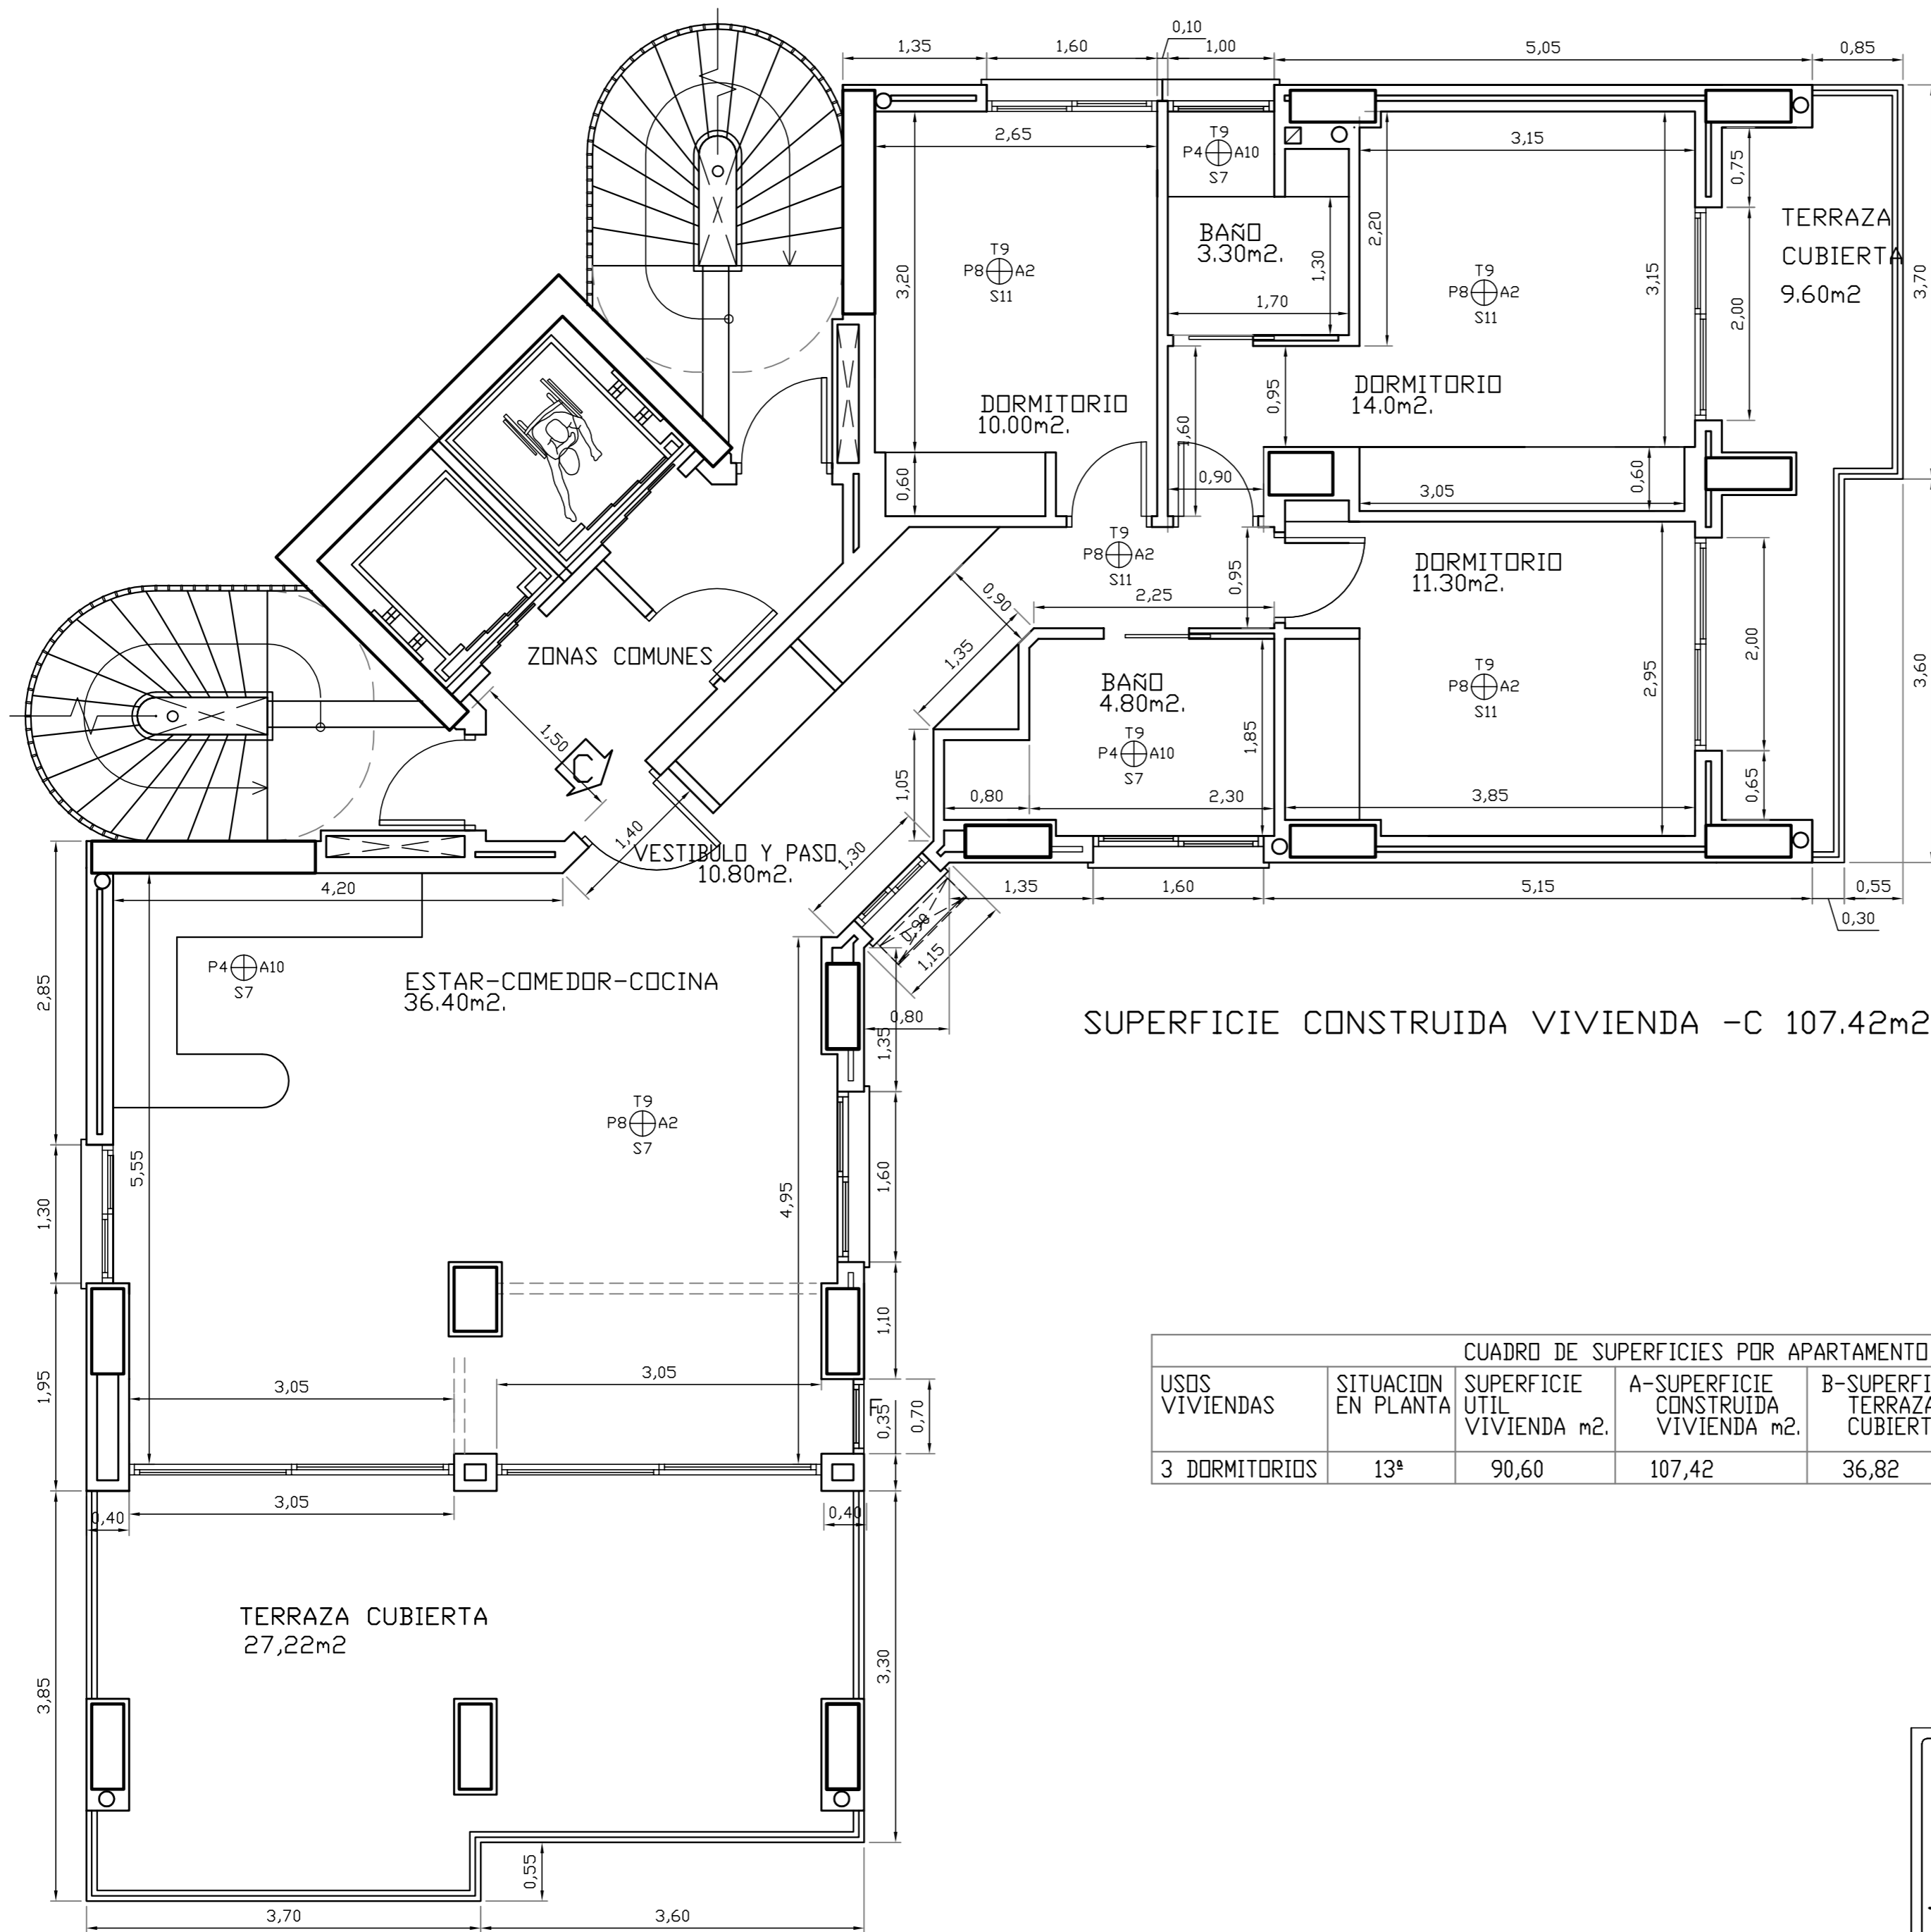 0,10
1,35
1,60
1,00
5,05
0,85
2,65
T9
P4 A10
S7
3,15
0,75
TERRAZA
CUBIERTA
9.60m2
3,70
BAÑO
3.30m2.
2,20
1,30
T9
P8 A2
S11
3,20
T9
P8 A2
S11
3,15
2,00
1,70
DORMITORIO
10.00m2.
0,95
DORMITORIO
14.0m2.
1,60
0,60
0,90
3,05
0,60
T9
P8 A2
S11
0,95
DORMITORIO
11.30m2.
0,90
2,25
ZONAS COMUNES
1,35
2,00
3,60
BAÑO
4.80m2.
T9
P8 A2
S11
2,95
1,50
C
T9
P4 A10
S7
1,85
1,05
0,80
2,30
3,85
0,65
1,40
VESTIBULO Y PASO
10.80m2.
1,30
4,20
1,35
1,60
5,15
0,55
0,30
0,90
1,15
P4 A10
S7
ESTAR-COMEDOR-COCINA
36.40m2.
2,85
0,80
1,35
SUPERFICIE CONSTRUIDA VIVIENDA -C 107.42m2
T9
P8 A2
S7
5,55
4,95
1,60
1,30
1,10
1,95
3,05
3,05
F
0,35
0,70
CUADRO DE SUPERFICIES POR APARTAMENTO
USOS
VIVIENDAS
SITUACION
EN PLANTA
SUPERFICIE
UTIL
VIVIENDA m2.
A-SUPERFICIE
CONSTRUIDA
VIVIENDA m2.
B-SUPERFI
TERRAZA
CUBIERT
3 DORMITORIOS 13ª 90,60 107,42 36,82
0,40
3,05
0,40
TERRAZA CUBIERTA
27,22m2
3,85
3,30
0,55
3,70
3,60